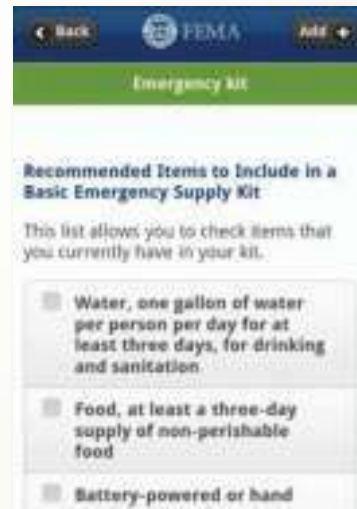 Back FEMA Add +
Emergency kit
Recommended Items to Include in a
Basic Emergency Supply Kit
This list allows you to check items that
you currently have in your kit.
Water, one gallon of water
per person per day for at
least three days, for drinking
and sanitation
Food, at least a three-day
supply of non-perishable
food
Battery-powered or hand